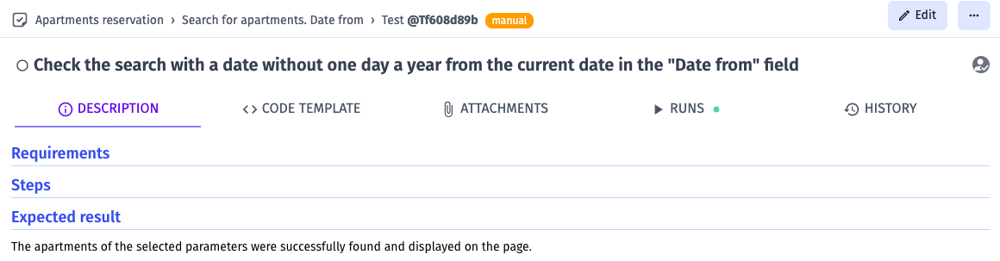 Apartments reservation › Search for apartments. Date from › Test @Tf608d89b manual Edit ...
Check the search with a date without one day a year from the current date in the "Date from" field
DESCRIPTION <> CODE TEMPLATE ATTACHMENTS RUNS HISTORY
Requirements
Steps
Expected result
The apartments of the selected parameters were successfully found and displayed on the page.